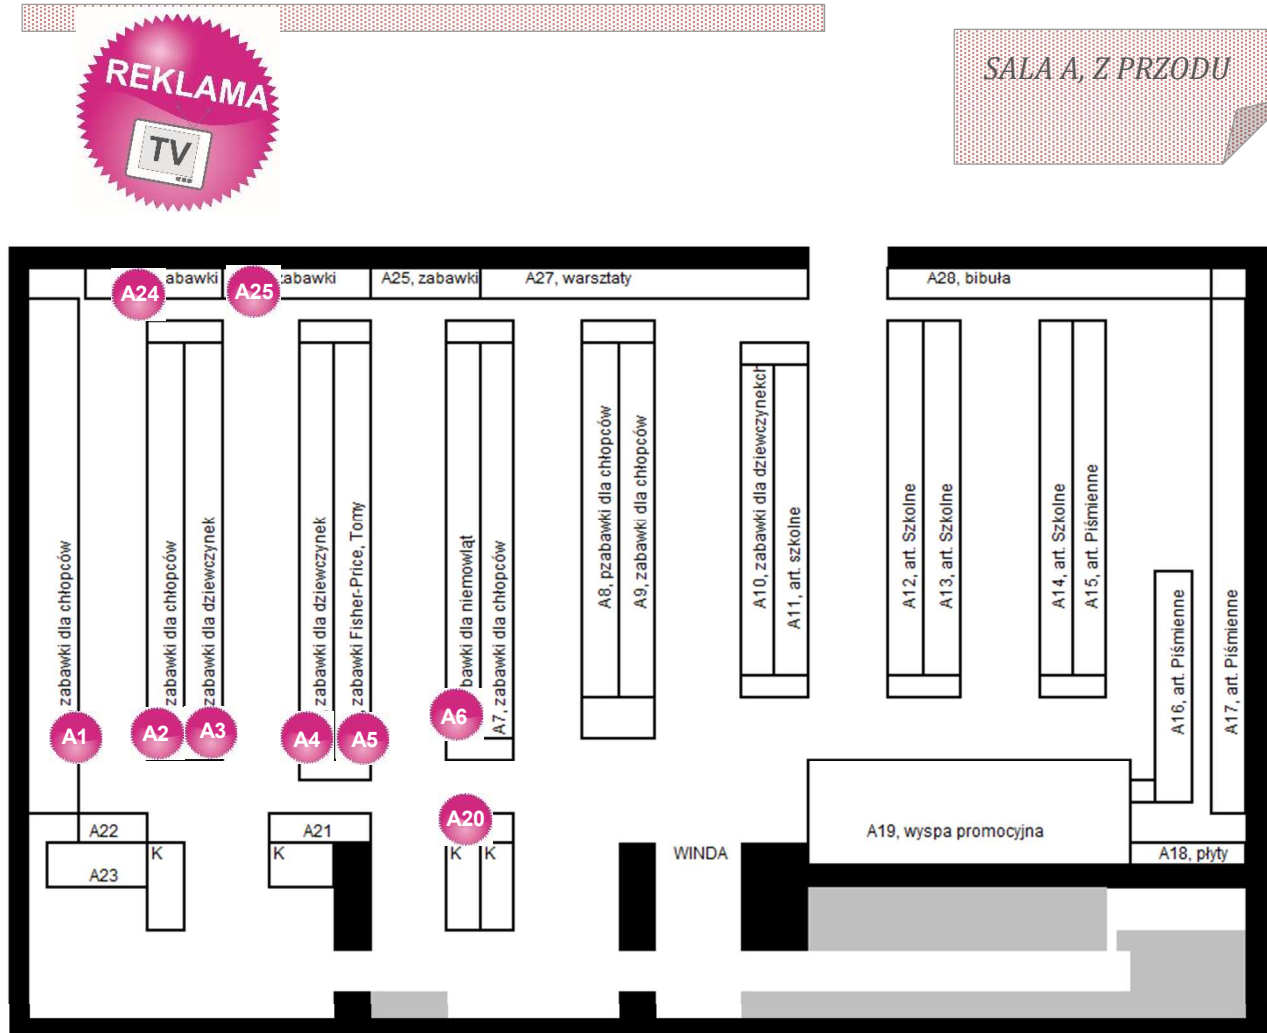 REKLAMA
TV
SALA A, Z PRZODU
A24
abawki
A25
zabawki
A25, zabawki
A27, warsztaty
A28, bibuła
zabawki dla chłopców
zabawki dla chłopców
zabawki dla dziewczynek
zabawki dla dziewczynek
zabawki Fisher-Price, Tomy
bawki dla niemowląt
A7, zabawki dla chłopców
A8, pzabawki dla chłopców
A9, zabawki dla chłopców
A10, zabawki dla dziewczynekch
A11, art. szkolne
A12, art. Szkolne
A13, art. Szkolne
A14, art. Szkolne
A15, art. Piśmienne
A16, art. Piśmienne
A17, art. Piśmienne
A1
A2
A3
A4
A5
A6
A20
A22
A21
A19, wyspa promocyjna
K
K
K
K
WINDA
A18, płyty
A23